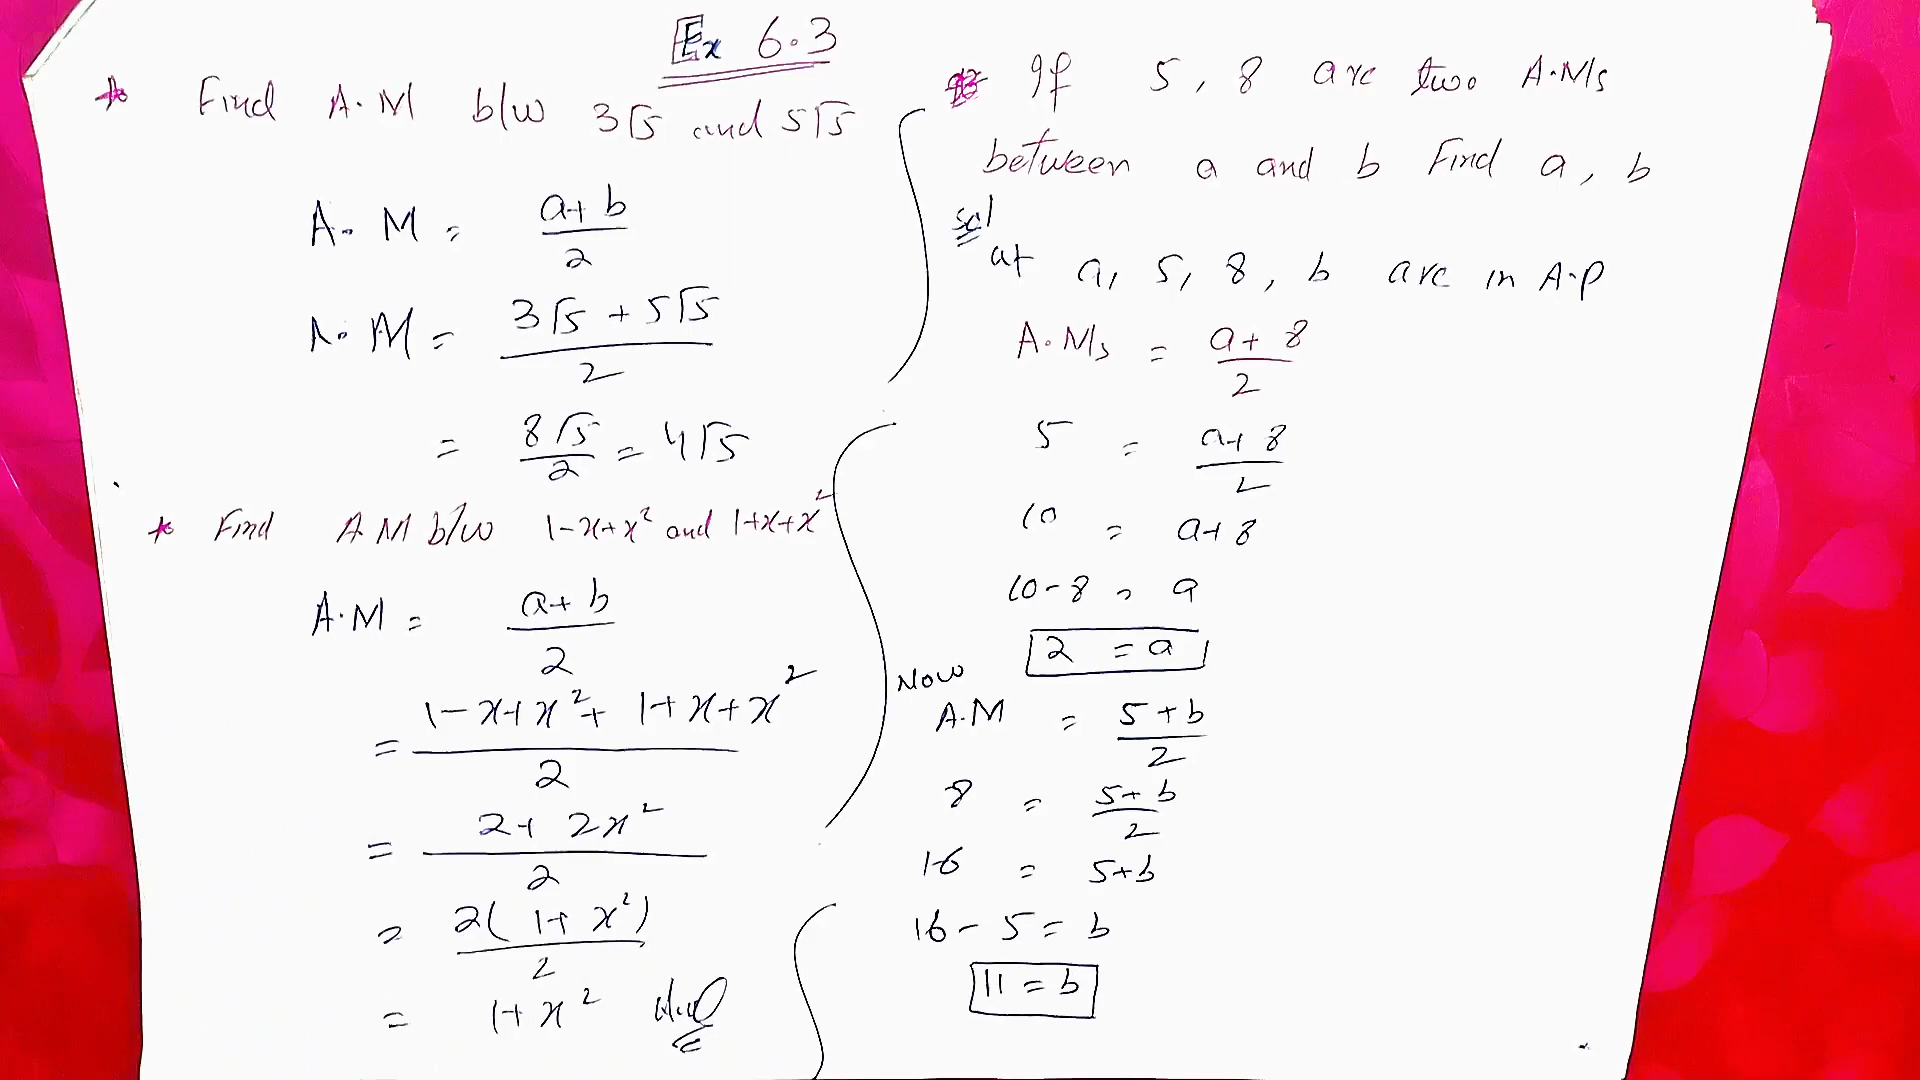 Ex 6.3
* Find A.M b/w 3√5 and 5√5
A.M = a+b / 2
A.M = 3√5 + 5√5 / 2
= 8√5 / 2 = 4√5
* Find A M b/w 1-x+x² and 1+x+x²
A.M = a+b / 2
= 1-x+x²+ 1+x+x² / 2
= 2+ 2x² / 2
= 2( 1+ x²) / 2
= 1+ x²
If 5, 8 are two A.Ms
between a and b Find a, b
Sol
a, 5, 8, b are in A.P
A.Ms = a+ 8 / 2
5 = a+ 8 / 2
10 = a+ 8
10-8 = a
2 = a
Now
A.M = 5+b / 2
8 = 5+b / 2
16 = 5+b
16 - 5 = b
11 = b